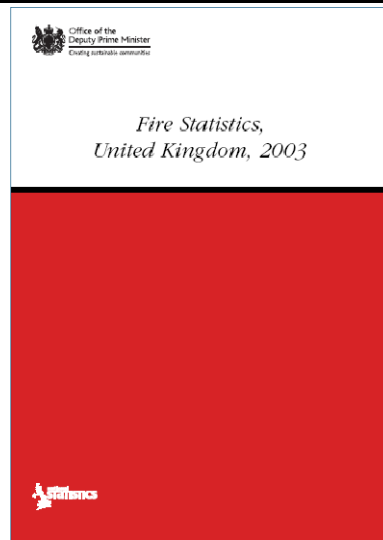 Office of the
Deputy Prime Minister
Creating sustainable communities
Fire Statistics,
United Kingdom, 2003
STATISTICS